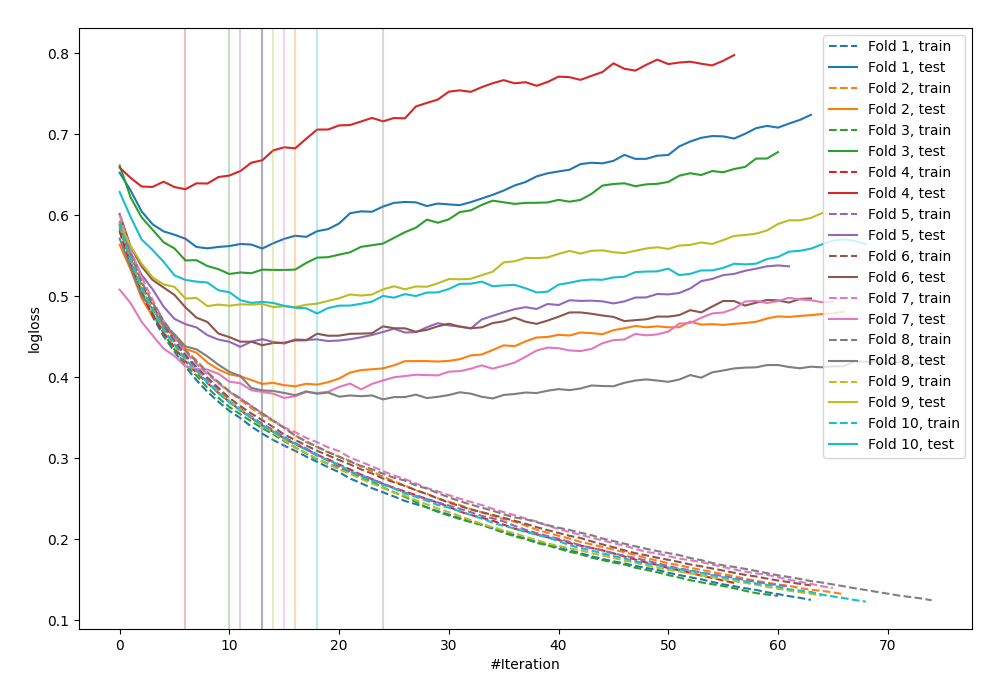 0.8
0.7
0.6
0.5
0.4
0.3
0.2
0.1
logloss
0
10
20
30
40
50
60
70
#Iteration
Fold 1, train
Fold 1, test
Fold 2, train
Fold 2, test
Fold 3, train
Fold 3, test
Fold 4, train
Fold 4, test
Fold 5, train
Fold 5, test
Fold 6, train
Fold 6, test
Fold 7, train
Fold 7, test
Fold 8, train
Fold 8, test
Fold 9, train
Fold 9, test
Fold 10, train
Fold 10, test